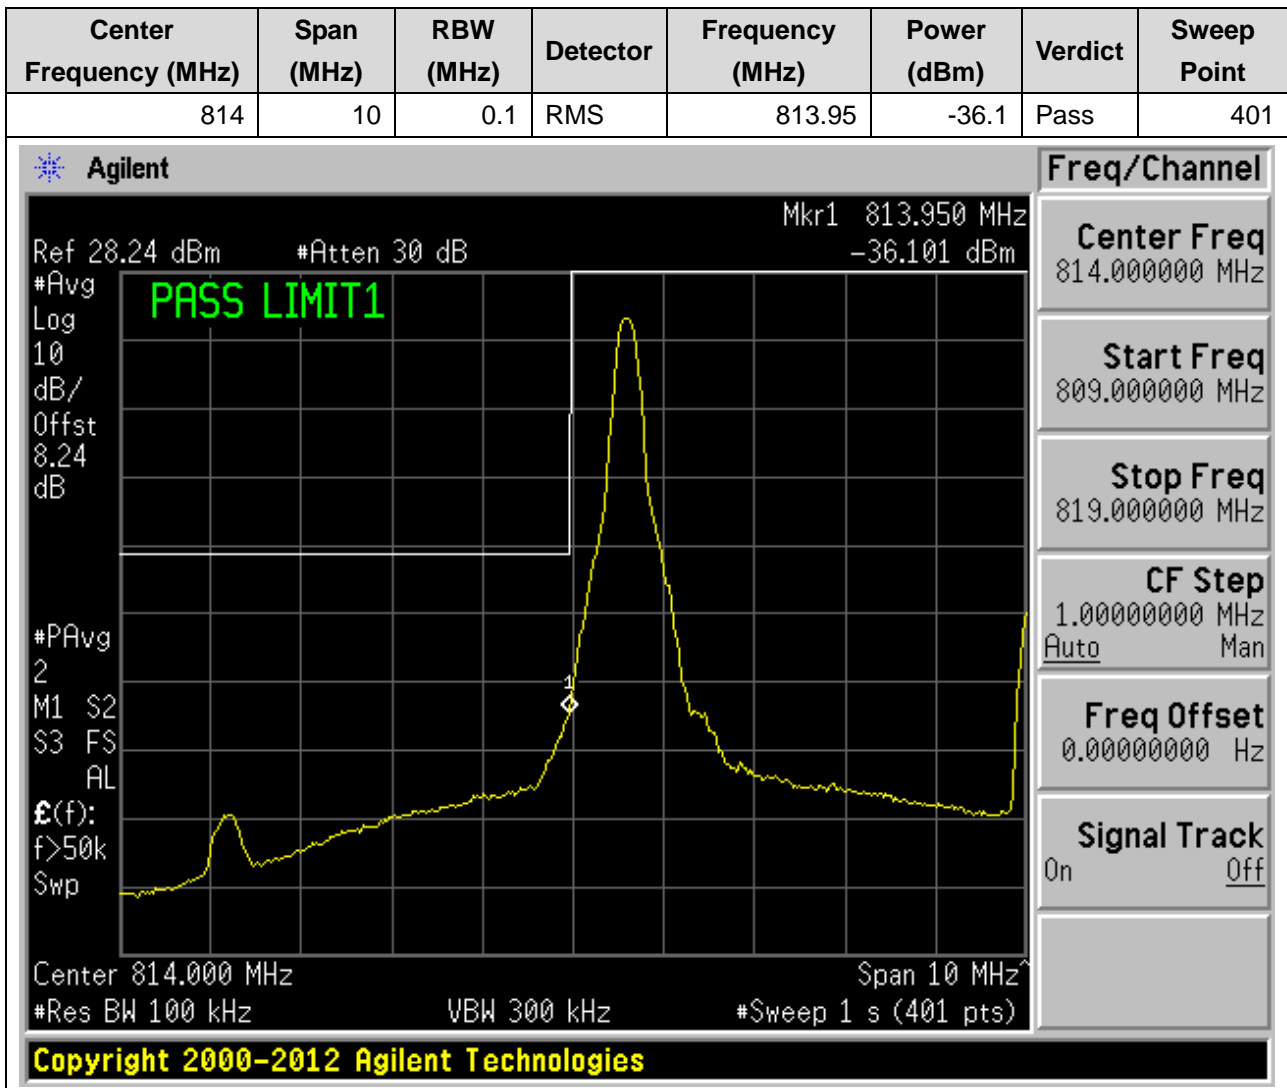 Center Frequency (MHz) Span (MHz) RBW (MHz) Detector Frequency (MHz) Power (dBm) Verdict Sweep Point
814 10 0.1 RMS 813.95 -36.1 Pass 401
Agilent
Freq/Channel
Mkr1 813.950 MHz
Ref 28.24 dBm #Atten 30 dB -36.101 dBm
#Avg
Log
10
dB/
Offst
8.24
dB
PASS LIMIT1
1
#PAvg
2
M1 S2
S3 FS
AL
£(f):
f>50k
Swp
Center 814.000 MHz Span 10 MHz^
#Res BW 100 kHz VBW 300 kHz #Sweep 1 s (401 pts)
Center Freq
814.000000 MHz
Start Freq
809.000000 MHz
Stop Freq
819.000000 MHz
CF Step
1.00000000 MHz
Auto Man
Freq Offset
0.00000000 Hz
Signal Track
On Off
Copyright 2000-2012 Agilent Technologies